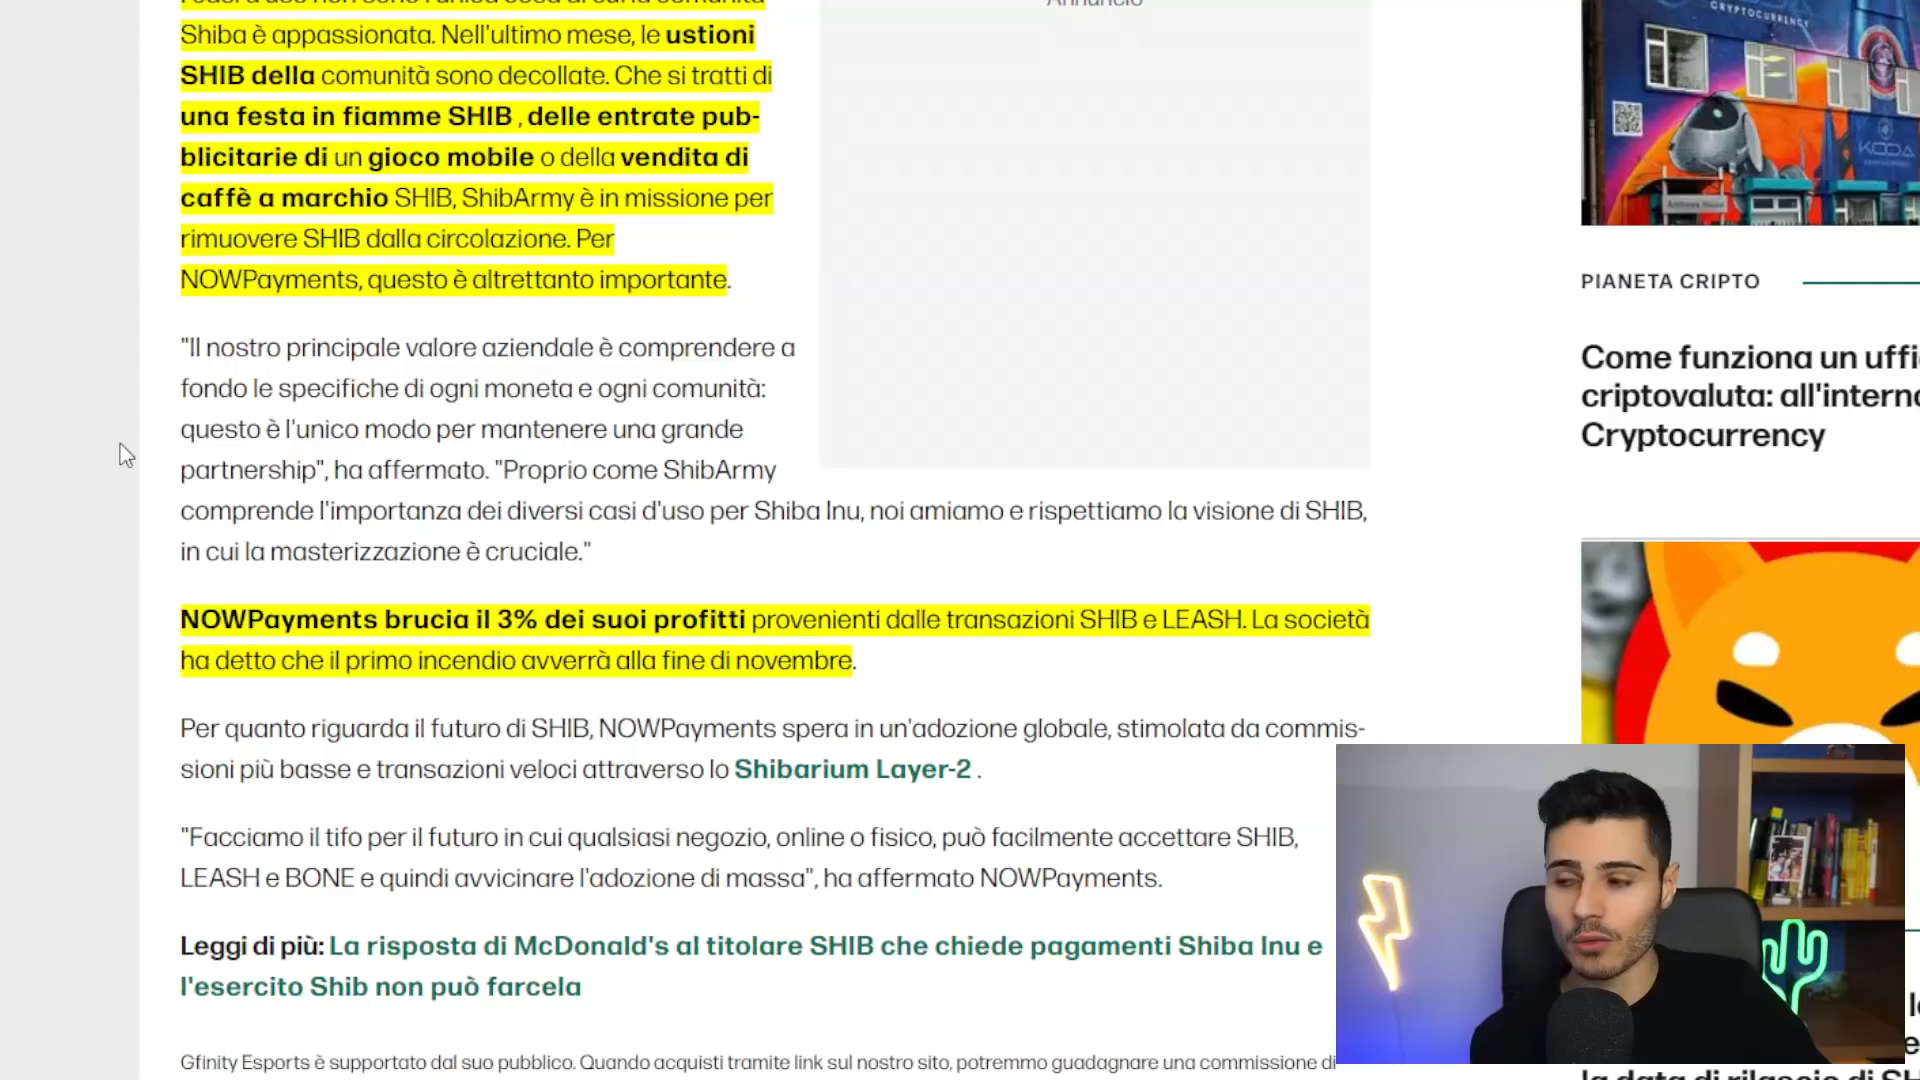 Annuncio
Shiba è appassionata. Nell'ultimo mese, le ustioni
SHIB della comunità sono decollate. Che si tratti di
una festa in fiamme SHIB , delle entrate pub-
blicitarie di un gioco mobile o della vendita di
caffè a marchio SHIB, ShibArmy è in missione per
rimuovere SHIB dalla circolazione. Per
NOWPayments, questo è altrettanto importante.
"Il nostro principale valore aziendale è comprendere a
fondo le specifiche di ogni moneta e ogni comunità:
questo è l'unico modo per mantenere una grande
partnership", ha affermato. "Proprio come ShibArmy
comprende l'importanza dei diversi casi d'uso per Shiba Inu, noi amiamo e rispettiamo la visione di SHIB,
in cui la masterizzazione è cruciale."
NOWPayments brucia il 3% dei suoi profitti provenienti dalle transazioni SHIB e LEASH. La società
ha detto che il primo incendio avverrà alla fine di novembre.
Per quanto riguarda il futuro di SHIB, NOWPayments spera in un'adozione globale, stimolata da commis-
sioni più basse e transazioni veloci attraverso lo Shibarium Layer-2 .
"Facciamo il tifo per il futuro in cui qualsiasi negozio, online o fisico, può facilmente accettare SHIB,
LEASH e BONE e quindi avvicinare l'adozione di massa", ha affermato NOWPayments.
Leggi di più: La risposta di McDonald's al titolare SHIB che chiede pagamenti Shiba Inu e
l'esercito Shib non può farcela
Gfinity Esports è supportato dal suo pubblico. Quando acquisti tramite link sul nostro sito, potremmo guadagnare una commissione di
CRYPTOCURRENCY
KODA
PIANETA CRIPTO
Come funziona un uffi
criptovaluta: all'interno
Cryptocurrency
la data di rilascio di SH